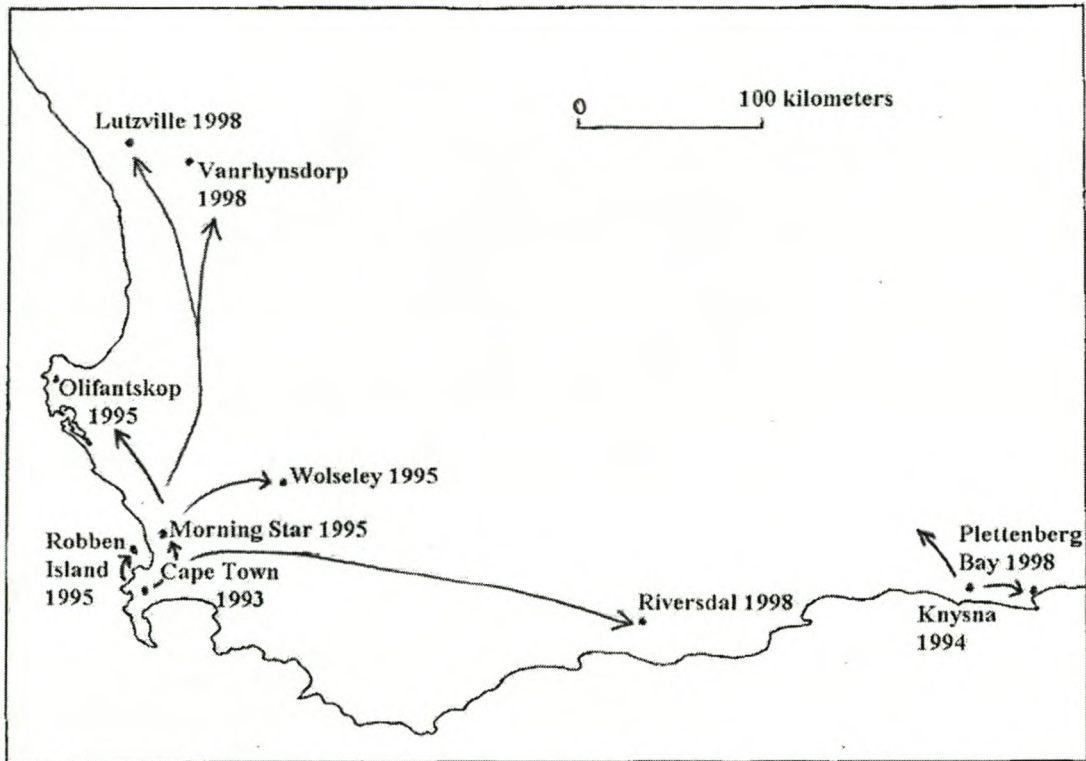 0
100 kilometers
Lutzville 1998
Vanrhynsdorp
1998
Olifantskop
1995
Wolseley 1995
Morning Star 1995
Robben
Island
1995
Cape Town
1993
Riversdal 1998
Plettenberg
Bay 1998
Knysna
1994